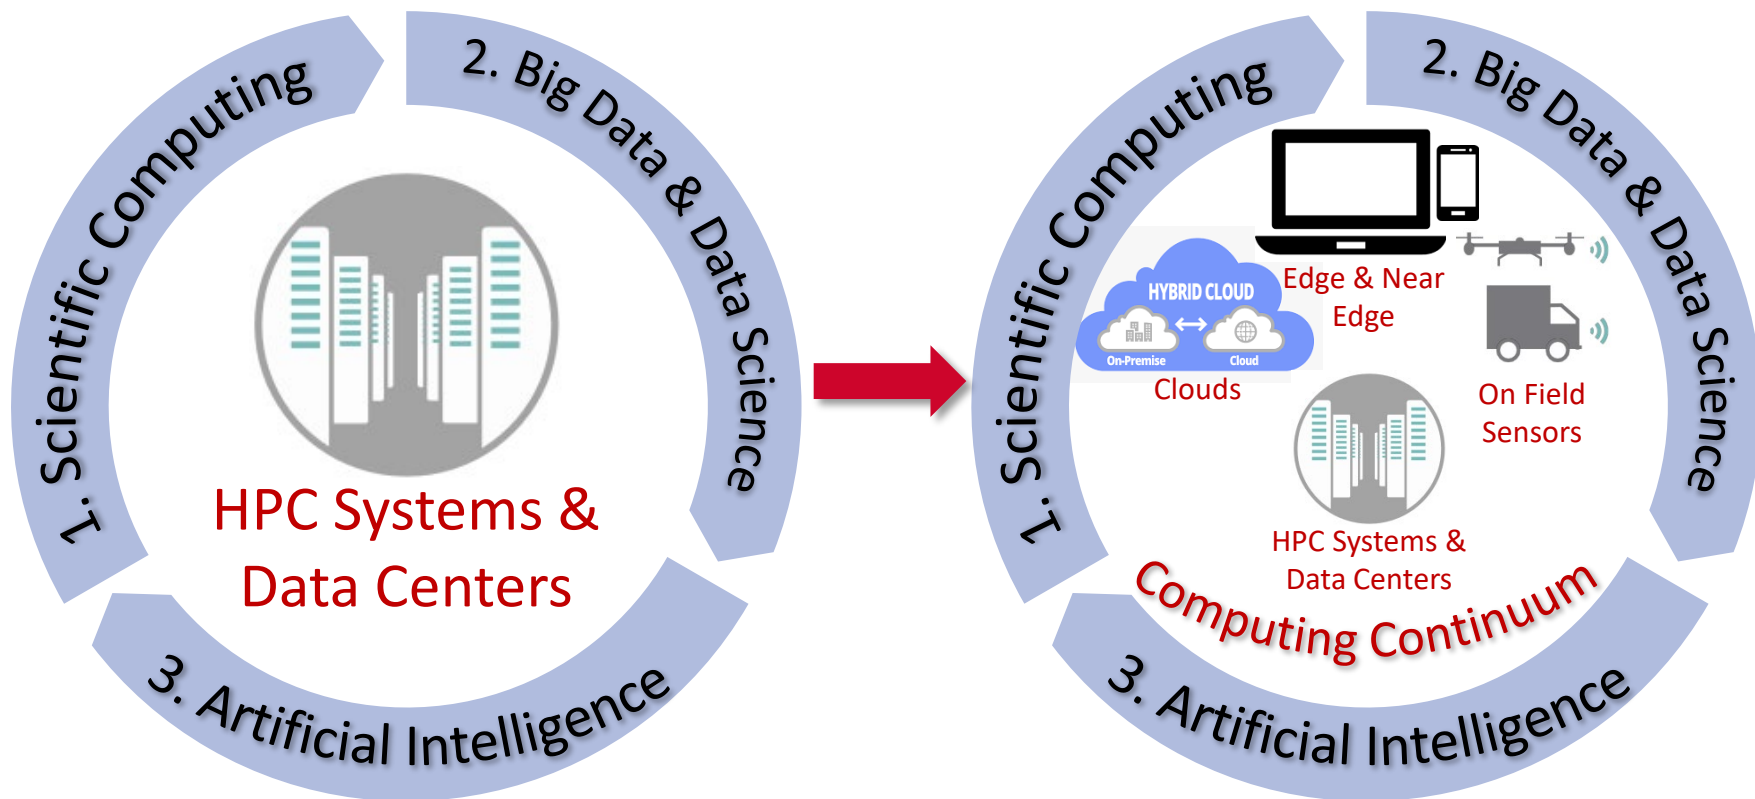 1. Scientific Computing
2. Big Data & Data Science
3. Artificial Intelligence
HPC Systems &
Data Centers
1. Scientific Computing
2. Big Data & Data Science
3. Artificial Intelligence
Edge & Near
Edge
HYBRID CLOUD
On-Premise
Cloud
Clouds
On Field
Sensors
HPC Systems &
Data Centers
Computing Continuum